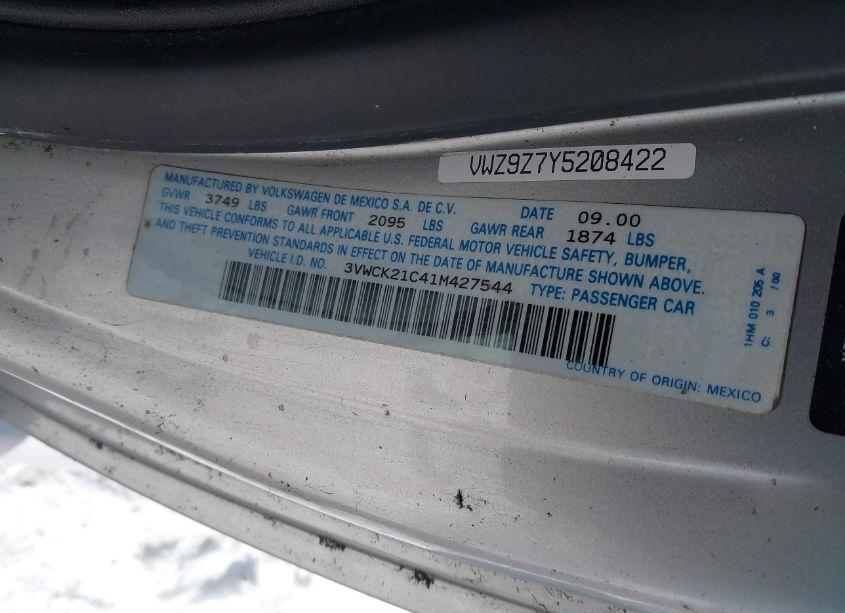 VWZ9Z7Y5208422
MANUFACTURED BY VOLKSWAGEN DE MEXICO S.A. DE C.V. DATE 09.00
GVWR 3749 LBS GAWR FRONT 2095 LBS GAWR REAR 1874 LBS
THIS VEHICLE CONFORMS TO ALL APPLICABLE U.S. FEDERAL MOTOR VEHICLE SAFETY, BUMPER,
AND THEFT PREVENTION STANDARDS IN EFFECT ON THE DATE OF MANUFACTURE SHOWN ABOVE.
VEHICLE I.D. NO. 3VWCK21C41M427544 TYPE: PASSENGER CAR
COUNTRY OF ORIGIN: MEXICO
1HM 010 205 A
C: 3 /00